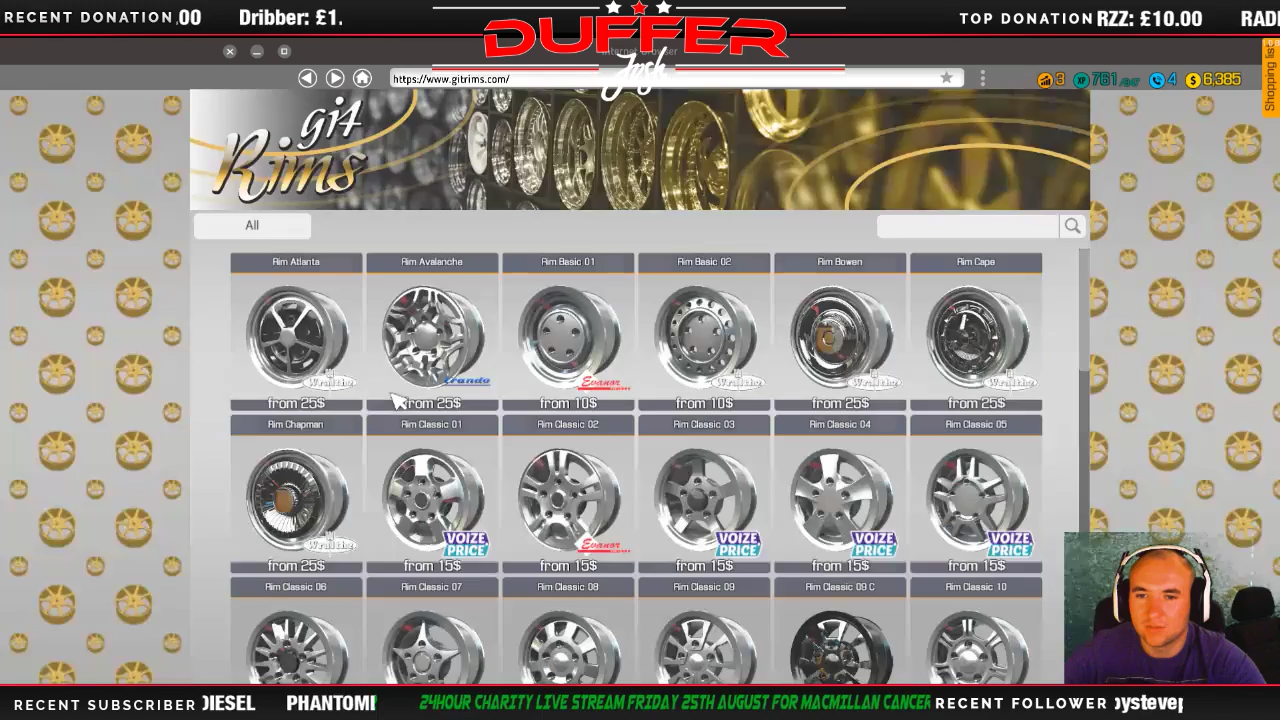 RECENT DONATION .00 Dribber: £1.
DUFFER
Josh
TOP DONATION RZZ: £10.00 RADI
https://www.gitrims.com/
3 761 4 $ 6,385
Shopping list
git
Rims
All
Rim Atlanta Rim Avalanche Rim Basic 01 Rim Basic 02 Rim Bowen Rim Cape
from 25$ from 25$ from 10$ from 10$ from 25$ from 25$
Rim Chapman Rim Classic 01 Rim Classic 02 Rim Classic 03 Rim Classic 04 Rim Classic 05
VOIZE PRICE Evanor VOIZE PRICE VOIZE PRICE VOIZE PRICE
from 25$ from 15$ from 15$ from 15$ from 15$ from 15$
Rim Classic 06 Rim Classic 07 Rim Classic 08 Rim Classic 09 Rim Classic 09 C Rim Classic 10
RECENT SUBSCRIBER DIESEL PHANTOM 24HOUR CHARITY LIVE STREAM FRIDAY 25TH AUGUST FOR MACMILLAN CANCER RECENT FOLLOWER